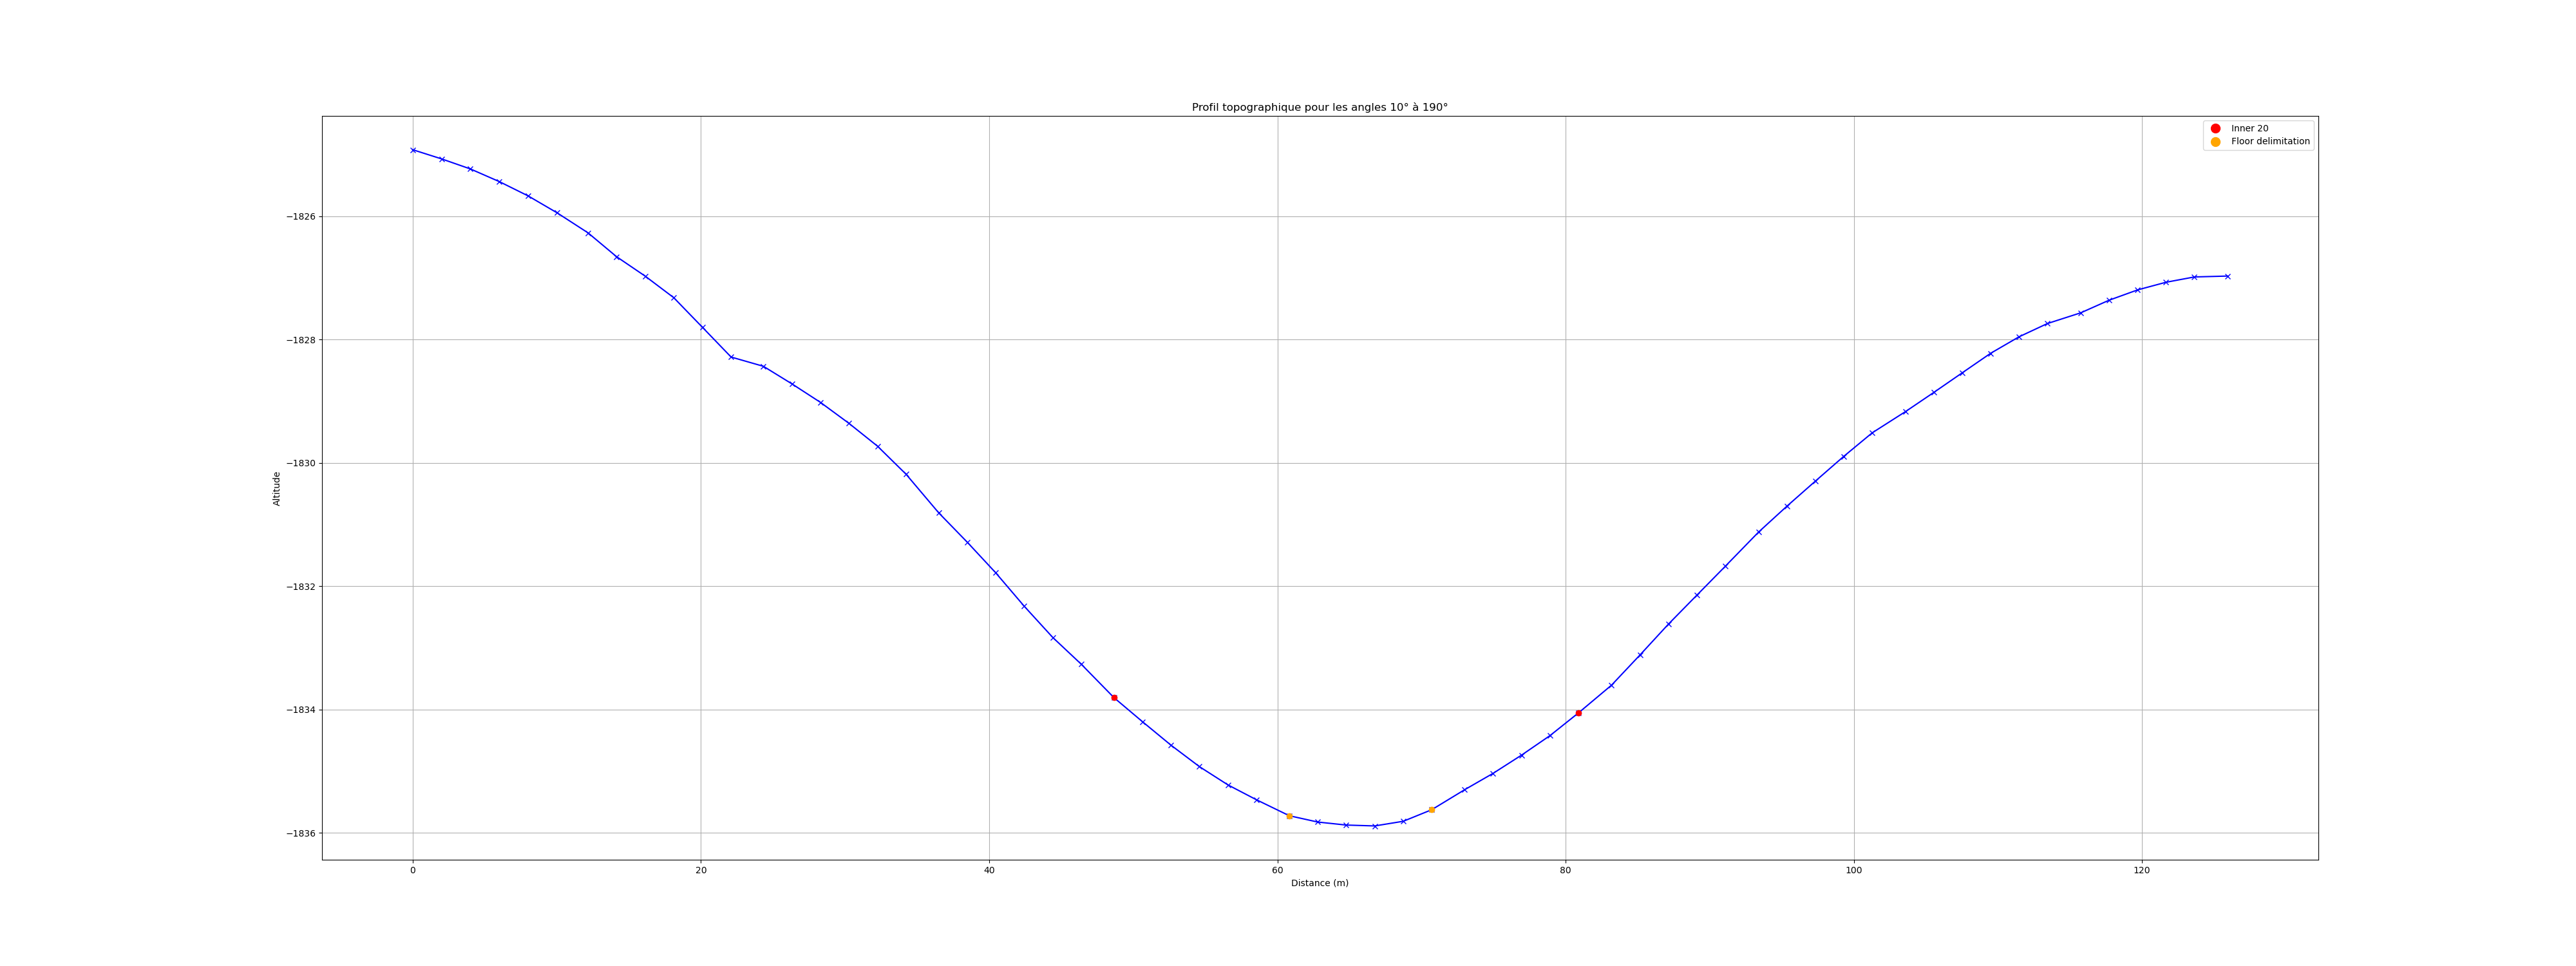 Profil topographique pour les angles 10° à 190°
Inner 20
Floor delimitation
−1826
−1828
−1830
−1832
−1834
−1836
Altitude
0 20 40 60 80 100 120
Distance (m)